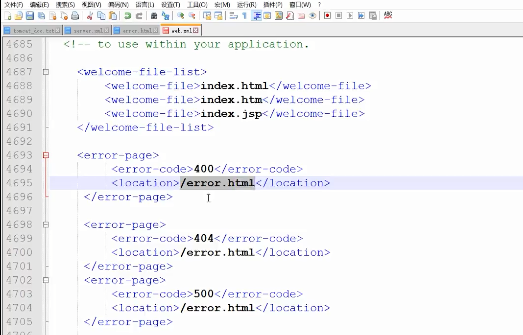 文件(F) 编辑(E) 搜索(S) 视图(V) 格式(M) 语言(L) 设置(T) 工具(O) 宏(M) 运行(R) 插件(P) 窗口(W) ?
server.xml error.html web.xml
4685 <!-- to use within your application.
4686
4687 <welcome-file-list>
4688 <welcome-file>index.html</welcome-file>
4689 <welcome-file>index.htm</welcome-file>
4690 <welcome-file>index.jsp</welcome-file>
4691 </welcome-file-list>
4692
4693 <error-page>
4694 <error-code>400</error-code>
4695 <location>/error.html</location>
4696 </error-page>
4697
4698 <error-page>
4699 <error-code>404</error-code>
4700 <location>/error.html</location>
4701 </error-page>
4702 <error-page>
4703 <error-code>500</error-code>
4704 <location>/error.html</location>
4705 </error-page>